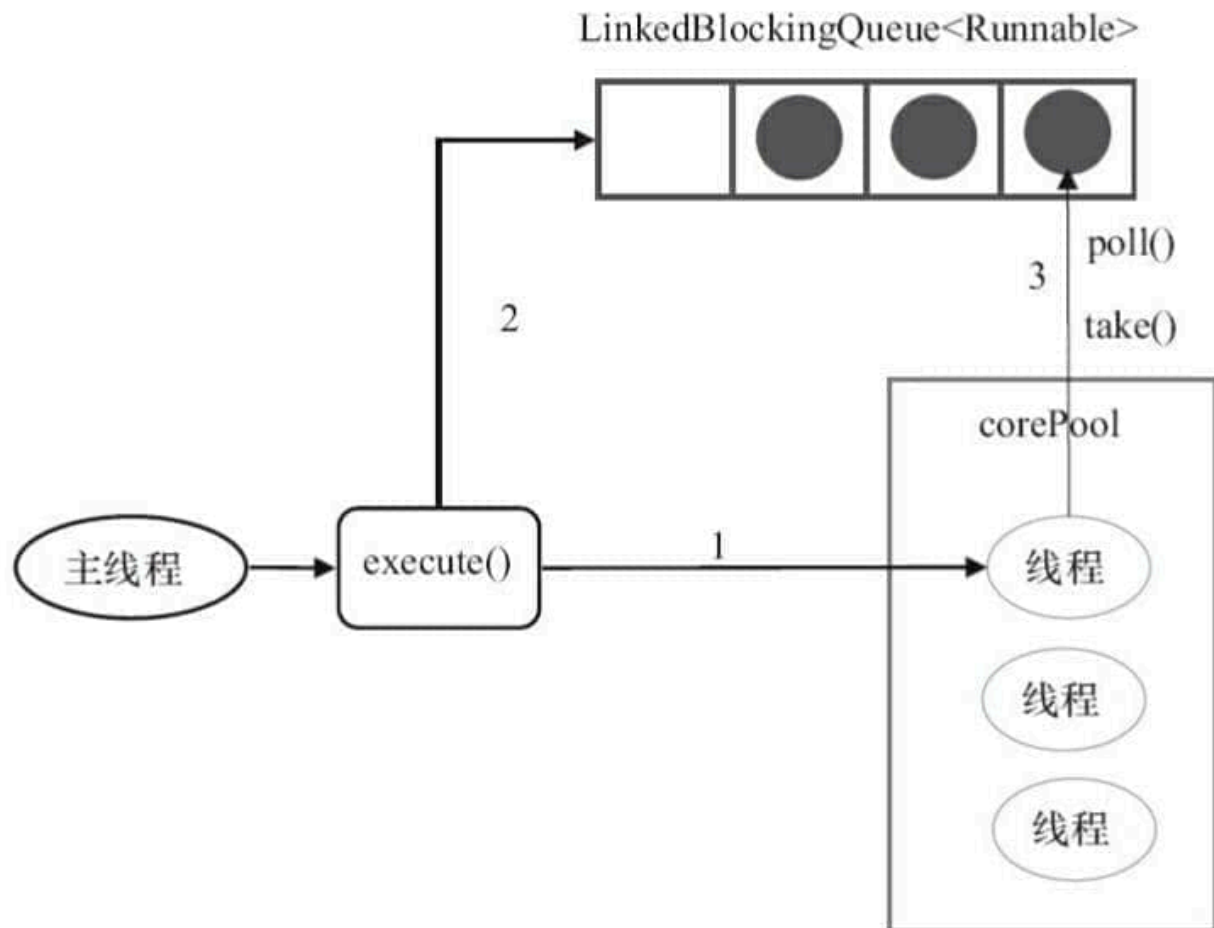 LinkedBlockingQueue<Runnable>
poll()
3
2
take()
corePool
主线程
execute()
1
线程
线程
线程